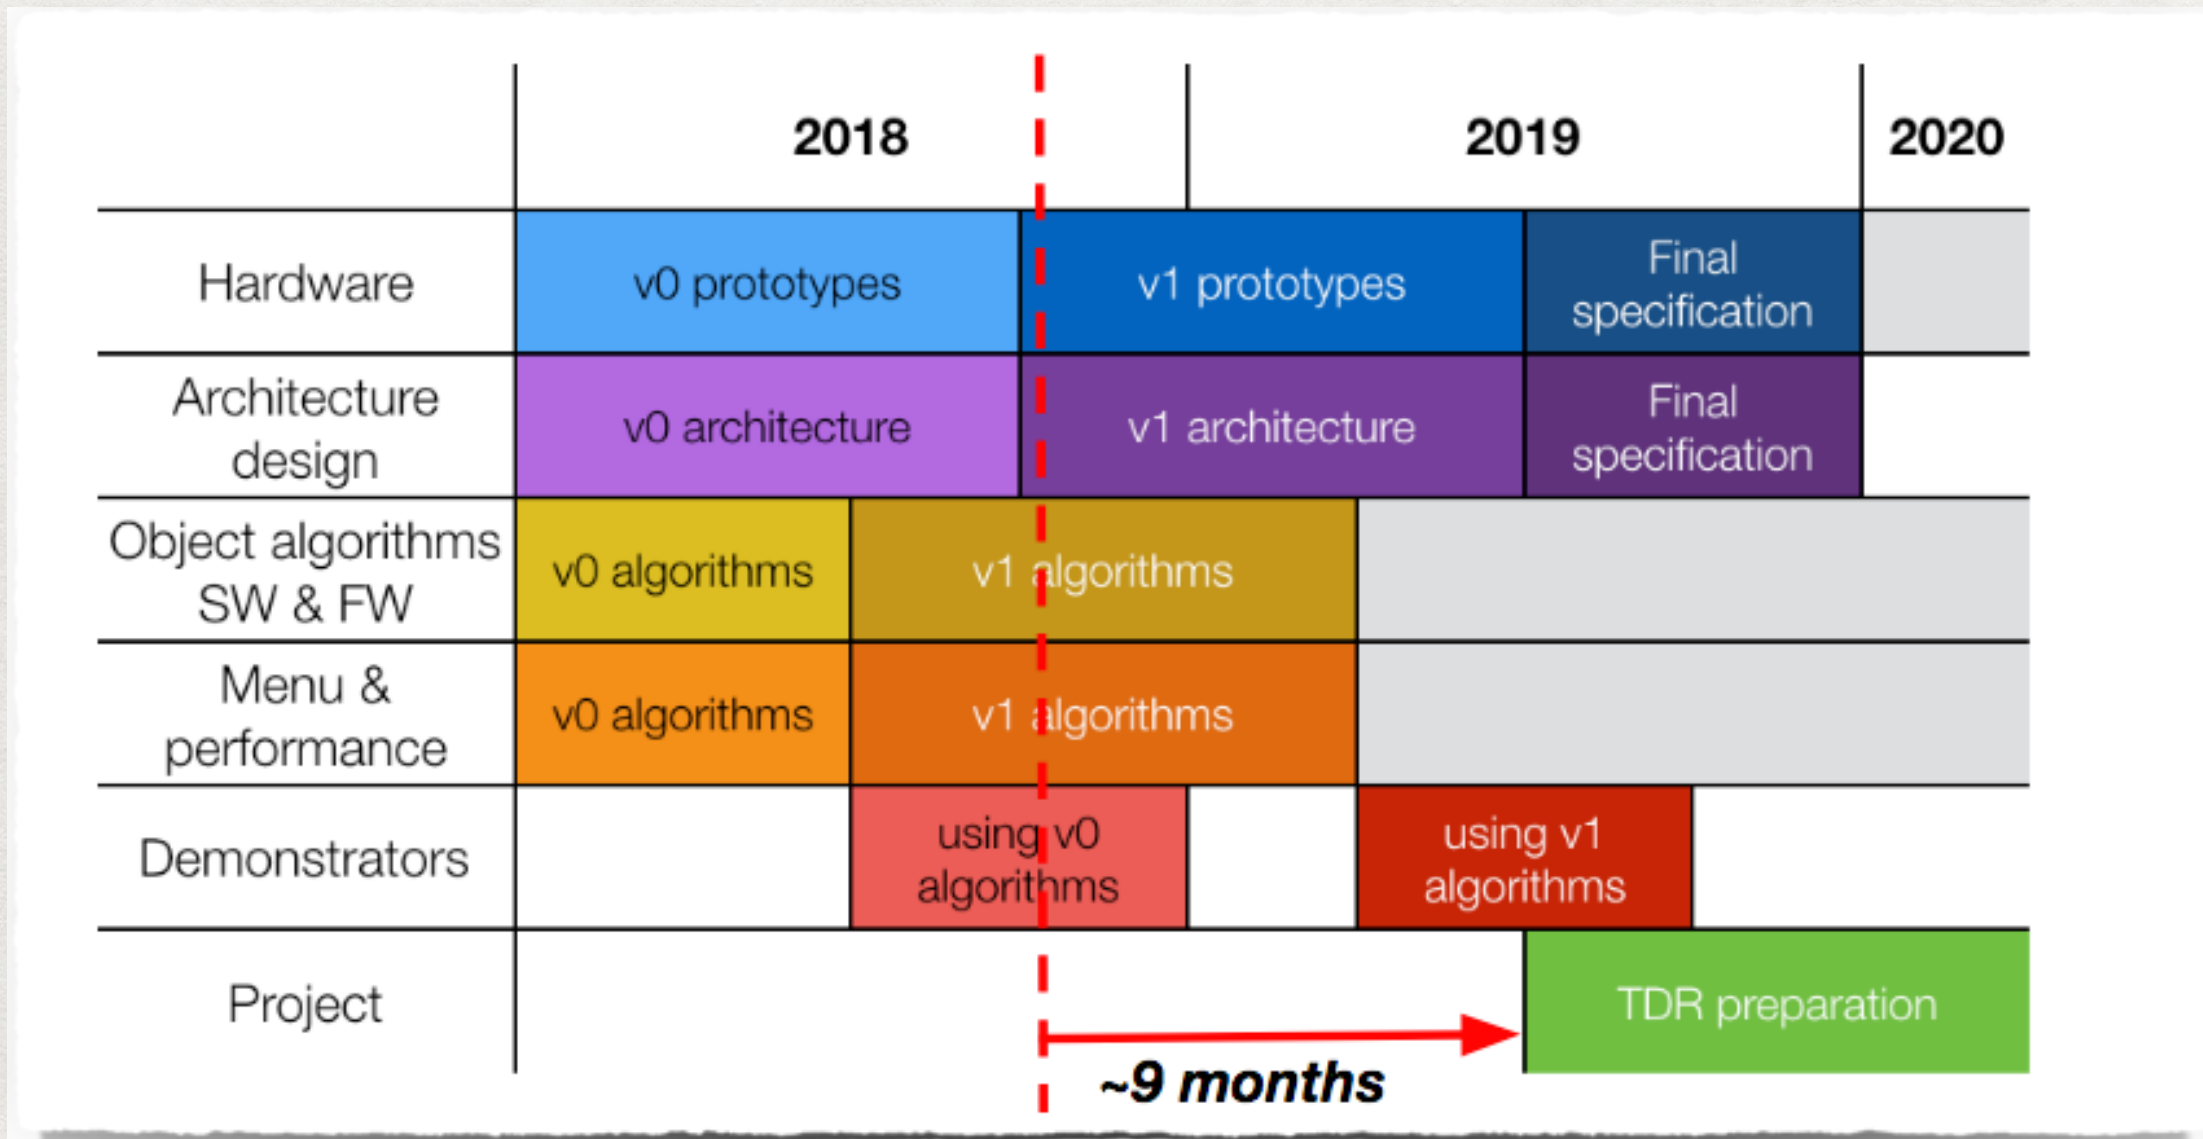 2018
2019
2020
Hardware
v0 prototypes
v1 prototypes
Final
specification
Architecture
design
v0 architecture
v1 architecture
Final
specification
Object algorithms
SW & FW
v0 algorithms
v1 algorithms
Menu &
performance
v0 algorithms
v1 algorithms
Demonstrators
using v0
algorithms
using v1
algorithms
Project
TDR preparation
~9 months